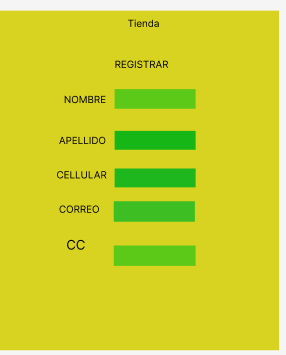 Tienda
REGISTRAR
NOMBRE
APELLIDO
CELLULAR
CORREO
CC